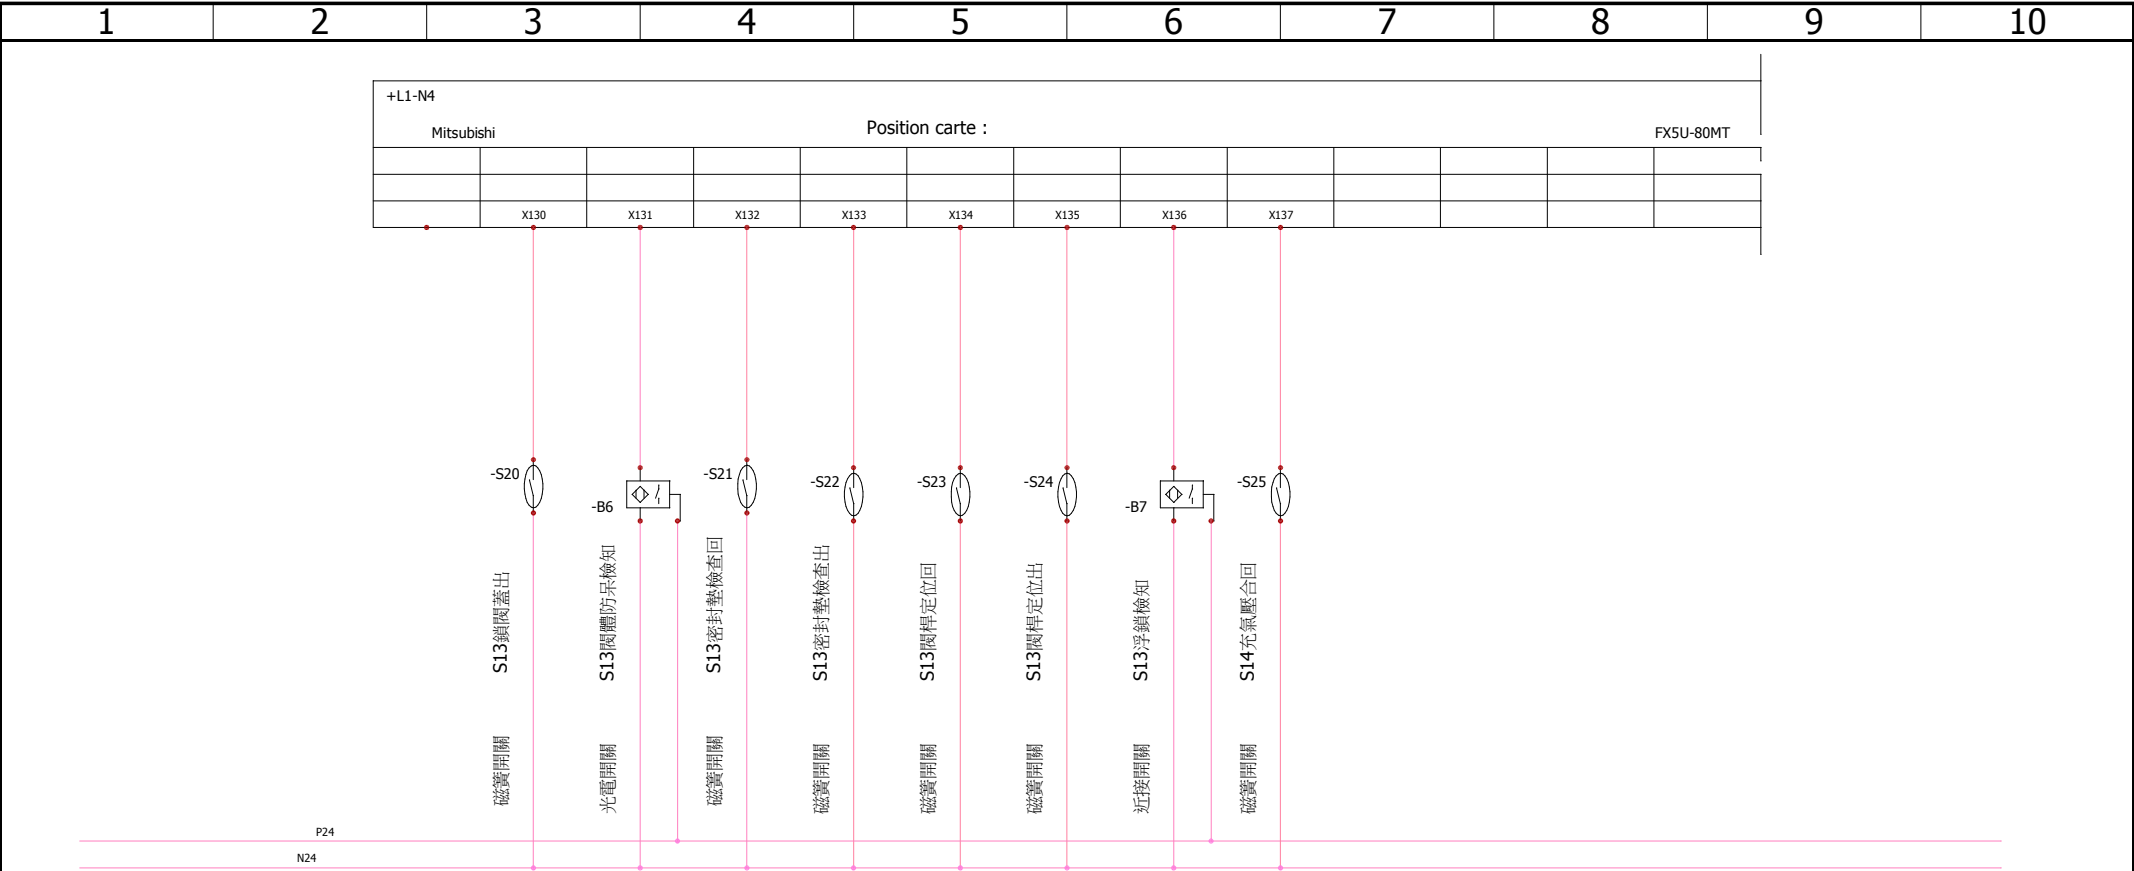 1 2 3 4 5 6 7 8 9 10
+L1-N4
Mitsubishi Position carte : FX5U-80MT
X130 X131 X132 X133 X134 X135 X136 X137
-S20
-B6
-S21
-S22
-S23
-S24
-B7
-S25
S13鎖閥蓋出
S13閥體防呆檢知
S13密封墊檢查回
S13密封墊檢查出
S13閥桿定位回
S13閥桿定位出
S13浮鎖檢知
S14充氣壓合回
磁簧開關
光電開關
磁簧開關
磁簧開關
磁簧開關
磁簧開關
近接開關
磁簧開關
P24
N24